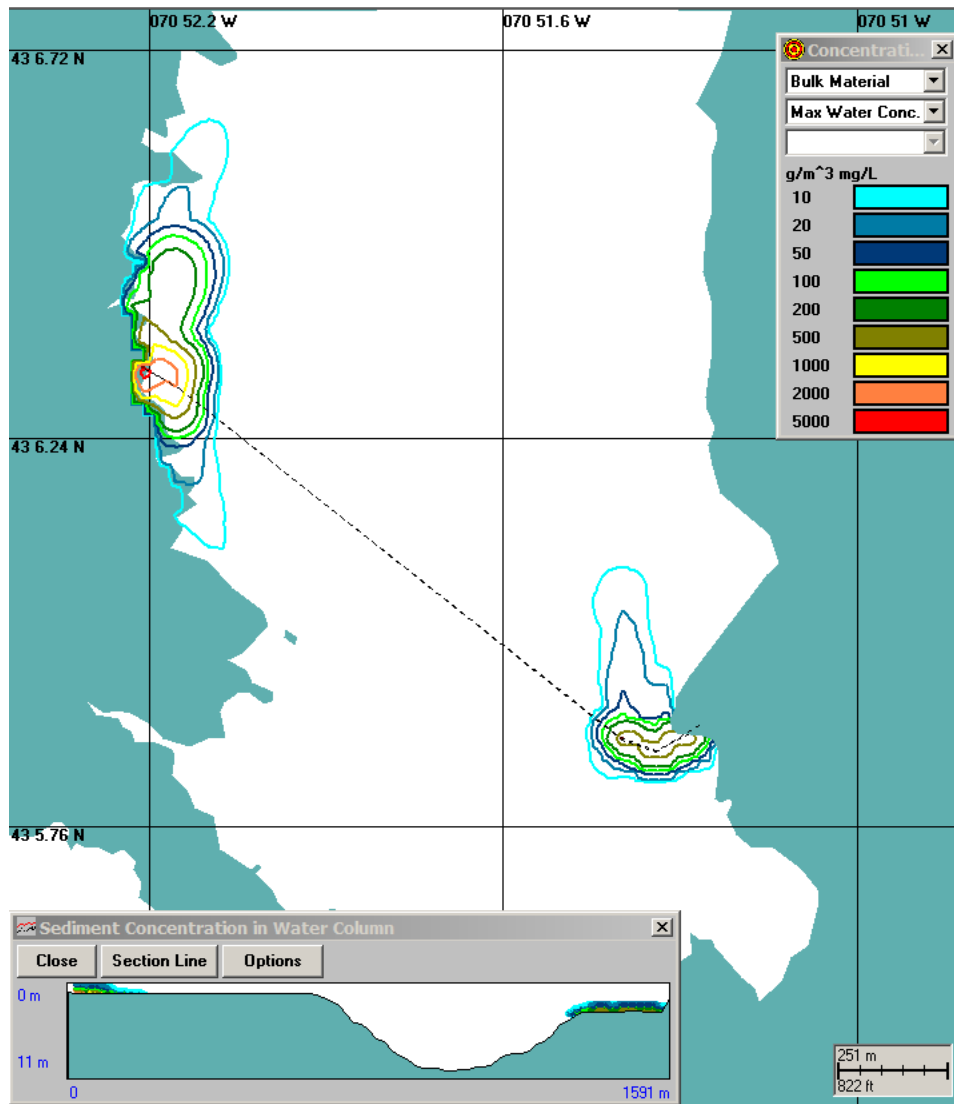 070 52.2 W
070 51.6 W
070 51 W
43 6.72 N
Concentrati...
Bulk Material
Max Water Conc.
g/m^3 mg/L
10
20
50
100
200
500
1000
2000
5000
43 6.24 N
43 5.76 N
Sediment Concentration in Water Column
Close
Section Line
Options
0 m
11 m
0
1591 m
251 m
822 ft